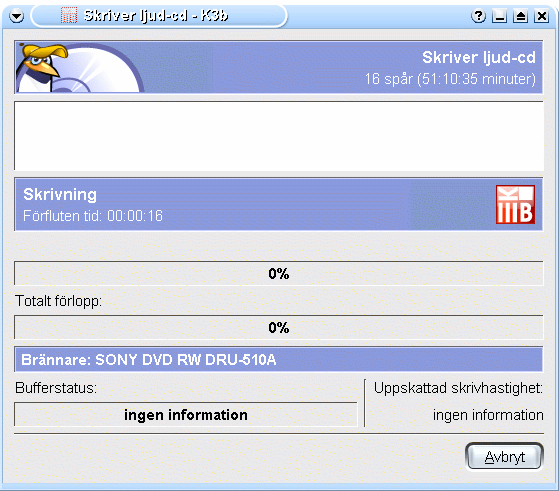 Skriver ljud-cd - K3b
Skriver ljud-cd
16 spår (51:10:35 minuter)
Skrivning
Förfluten tid: 00:00:16
K
B
0%
Totalt förlopp:
0%
Brännare: SONY DVD RW DRU-510A
Bufferstatus:
Uppskattad skrivhastighet:
ingen information
ingen information
Avbryt